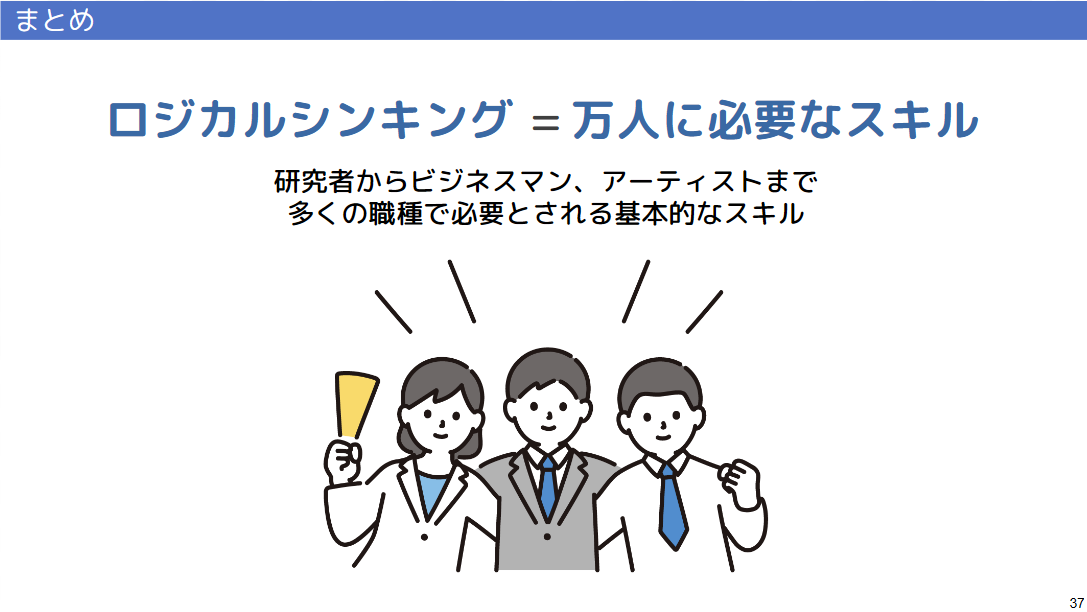 まとめ
ロジカルシンキング = 万人に必要なスキル
研究者からビジネスマン、アーティストまで
多くの職種で必要とされる基本的なスキル
37